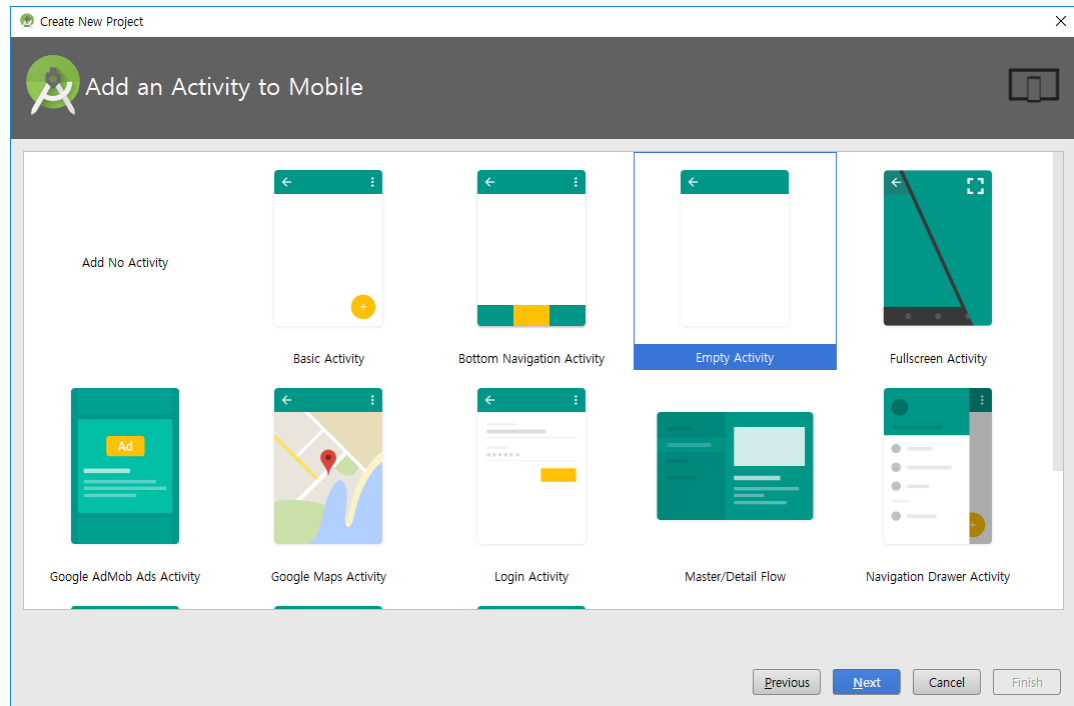 Create New Project
Add an Activity to Mobile
Add No Activity
Basic Activity
Bottom Navigation Activity
Empty Activity
Fullscreen Activity
Ad
Google AdMob Ads Activity
Google Maps Activity
Login Activity
Master/Detail Flow
Navigation Drawer Activity
Previous
Next
Cancel
Finish